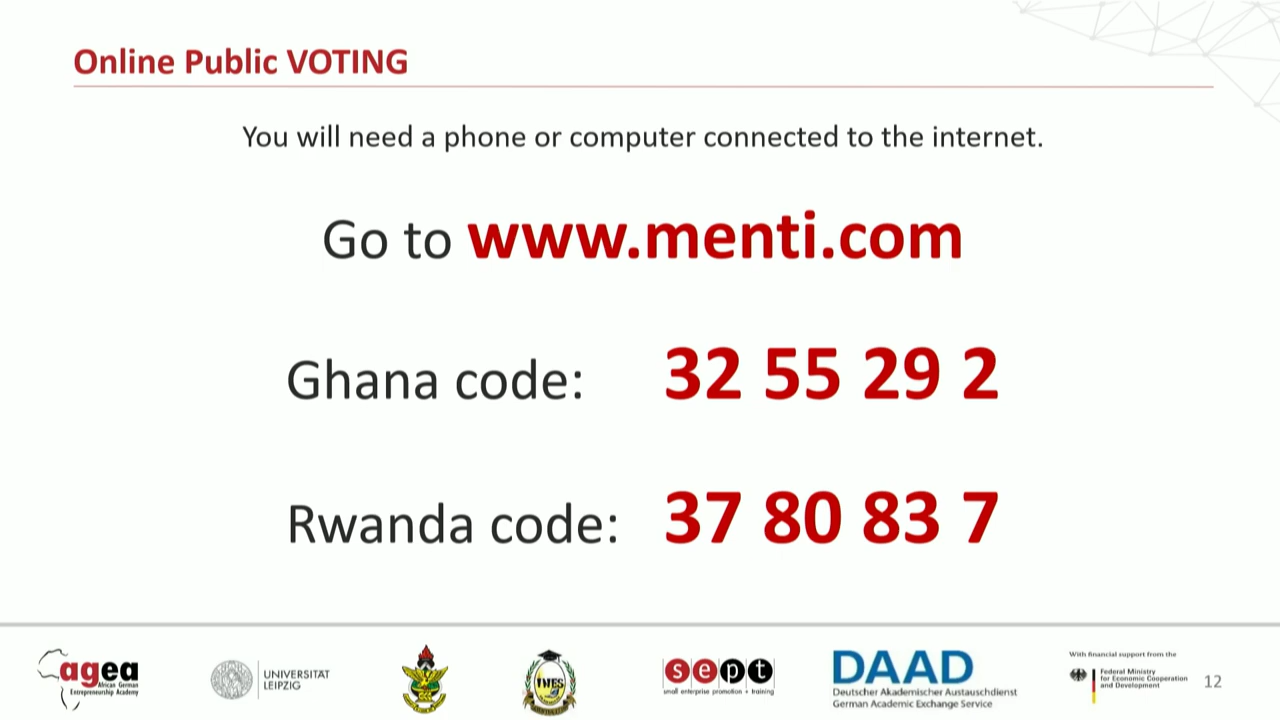 Online Public VOTING
You will need a phone or computer connected to the internet.
Go to www.menti.com
Ghana code: 32 55 29 2
Rwanda code: 37 80 83 7
agea
African German
Entrepreneurship Academy
UNIVERSITAT
LEIPZIG
INES
sept
small enterprise promotion + training
DAAD
Deutscher Akademischer Austauschdienst
German Academic Exchange Service
With financial support from the
Federal Ministry
for Economic Cooperation
and Development
12